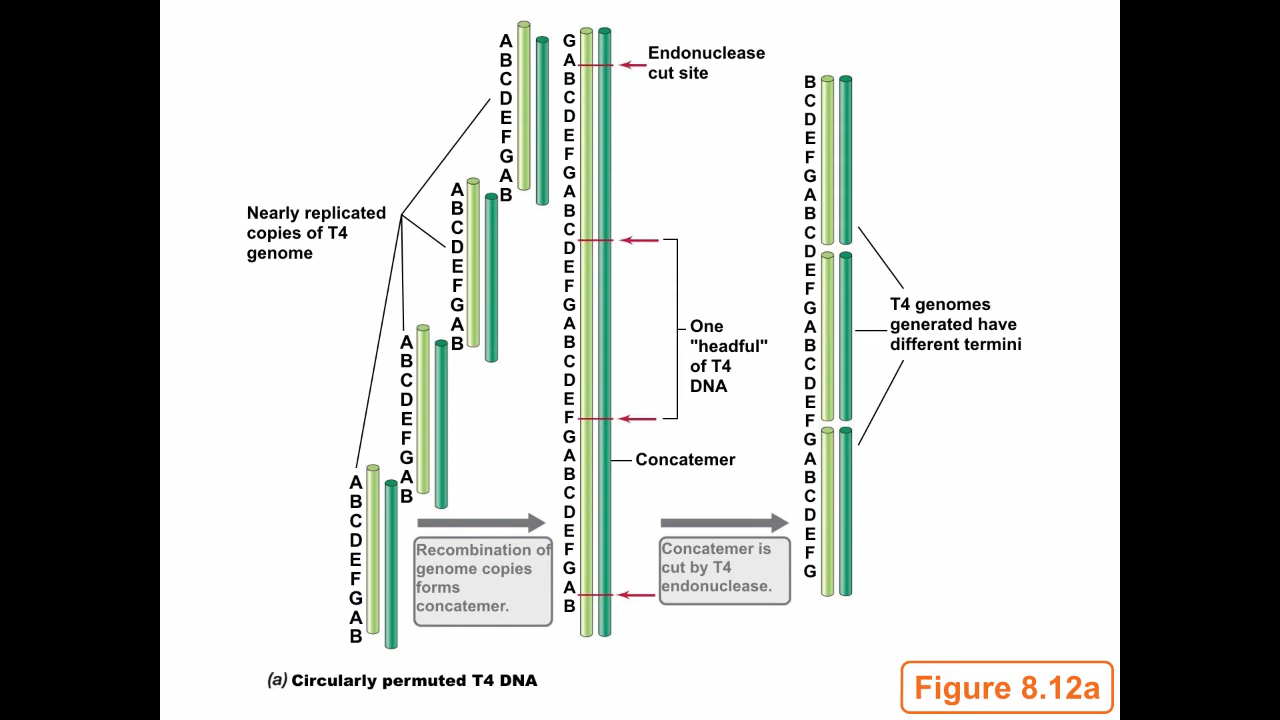 Nearly replicated
copies of T4
genome
A
B
C
D
E
F
G
A
B
A
B
C
D
E
F
G
A
B
A
B
C
D
E
F
G
A
B
A
B
C
D
E
F
G
A
B
Recombination of
genome copies
forms
concatemer.
G
A
B
C
D
E
F
G
A
B
C
D
E
F
G
A
B
C
D
E
F
G
A
B
C
D
E
F
G
A
B
Endonuclease
cut site
One
"headful"
of T4
DNA
Concatemer
Concatemer is
cut by T4
endonuclease.
B
C
D
E
F
G
A
B
C
D
E
F
G
A
B
C
D
E
F
G
A
B
C
D
E
F
G
T4 genomes
generated have
different termini
(a) Circularly permuted T4 DNA
Figure 8.12a